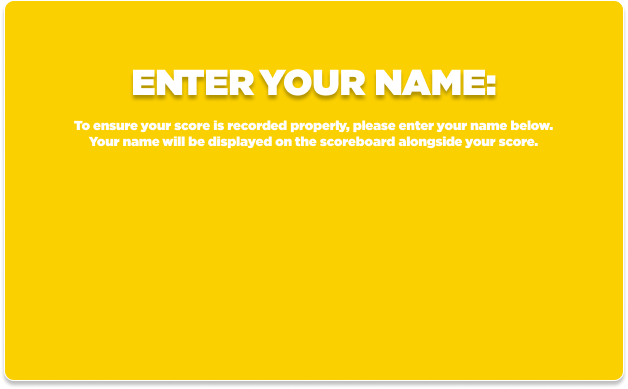 ENTER YOUR NAME:
To ensure your score is recorded properly, please enter your name below.
Your name will be displayed on the scoreboard alongside your score.